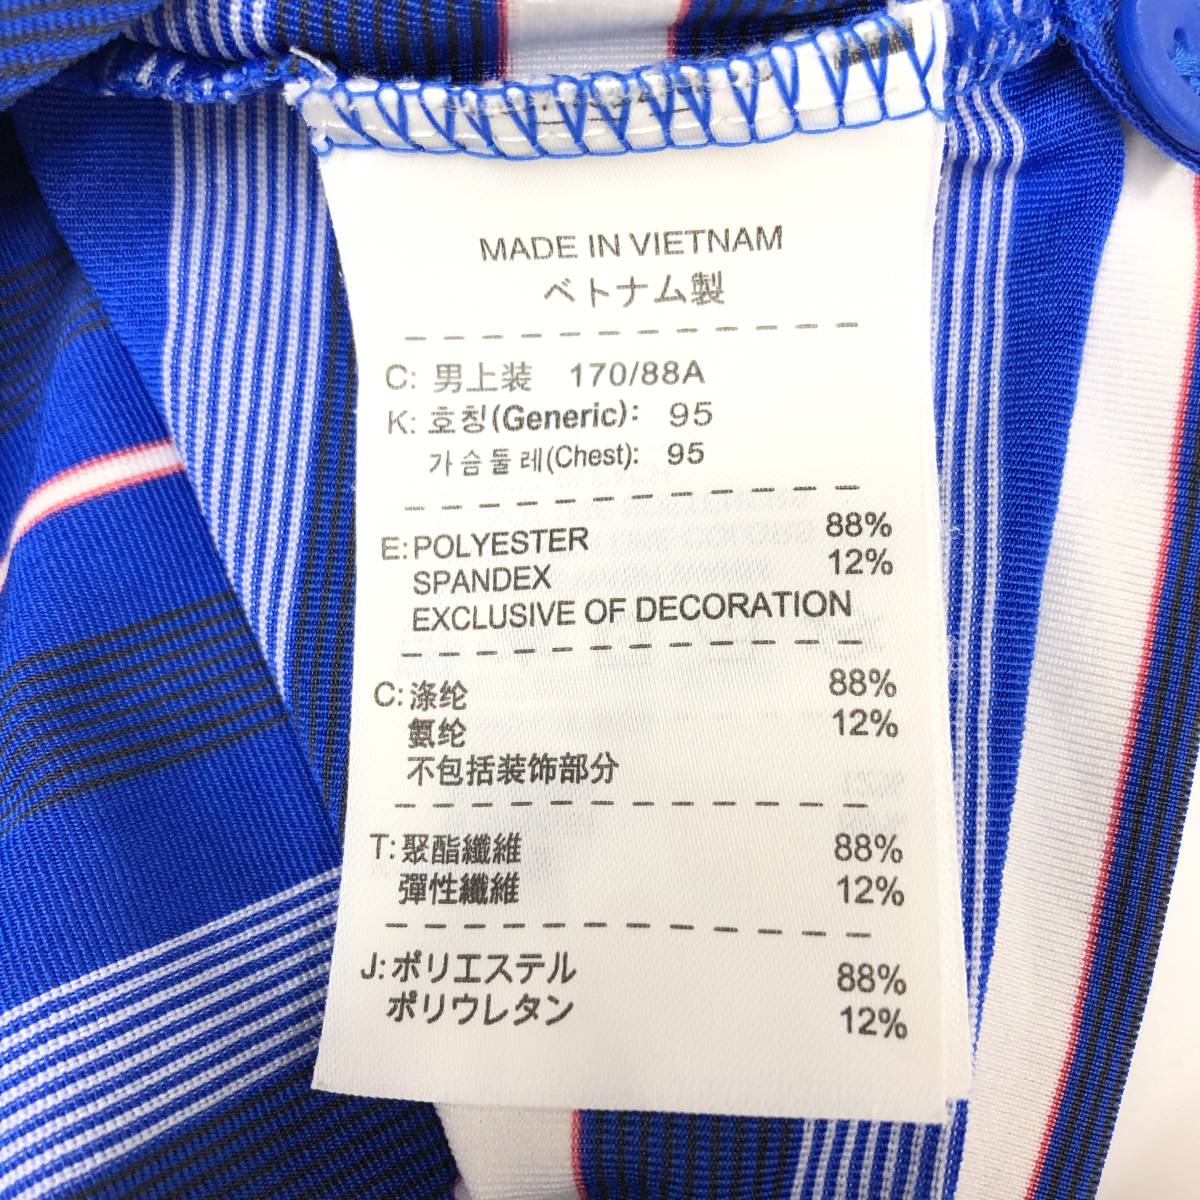 MADE IN VIETNAM
ベトナム製
C: 男上装 170/88A
K: 호칭(Generic): 95
가슴둘레(Chest): 95
E: POLYESTER 88%
SPANDEX 12%
EXCLUSIVE OF DECORATION
C: 涤纶 88%
氨纶 12%
不包括装饰部分
T: 聚酯纖維 88%
彈性纖維 12%
J: ポリエステル 88%
ポリウレタン 12%